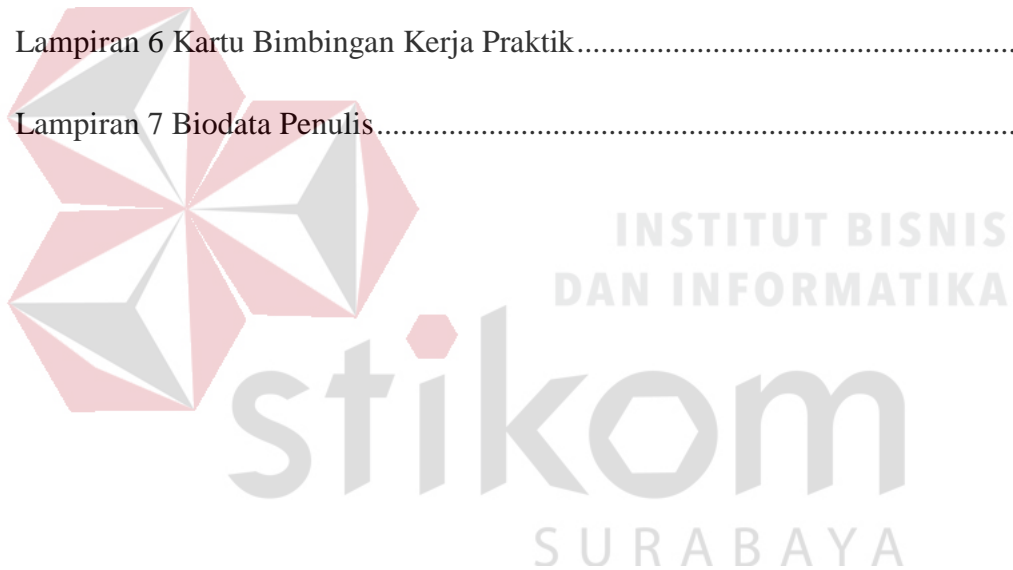 Lampiran 6 Kartu Bimbingan Kerja Praktik................................................................
Lampiran 7 Biodata Penulis..............................................................................................
INSTITUT BISNIS
DAN INFORMATIKA
stikom
SURABAYA